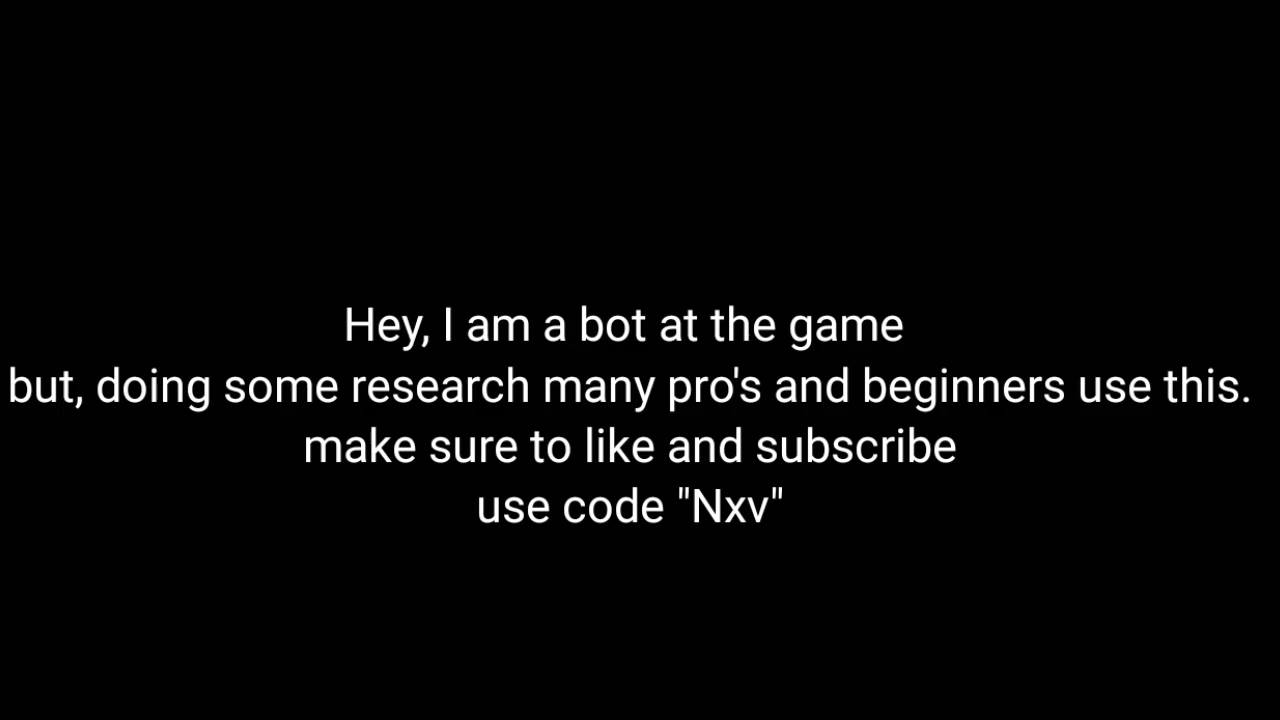 Hey, I am a bot at the game
but, doing some research many pro's and beginners use this.
make sure to like and subscribe
use code "Nxv"